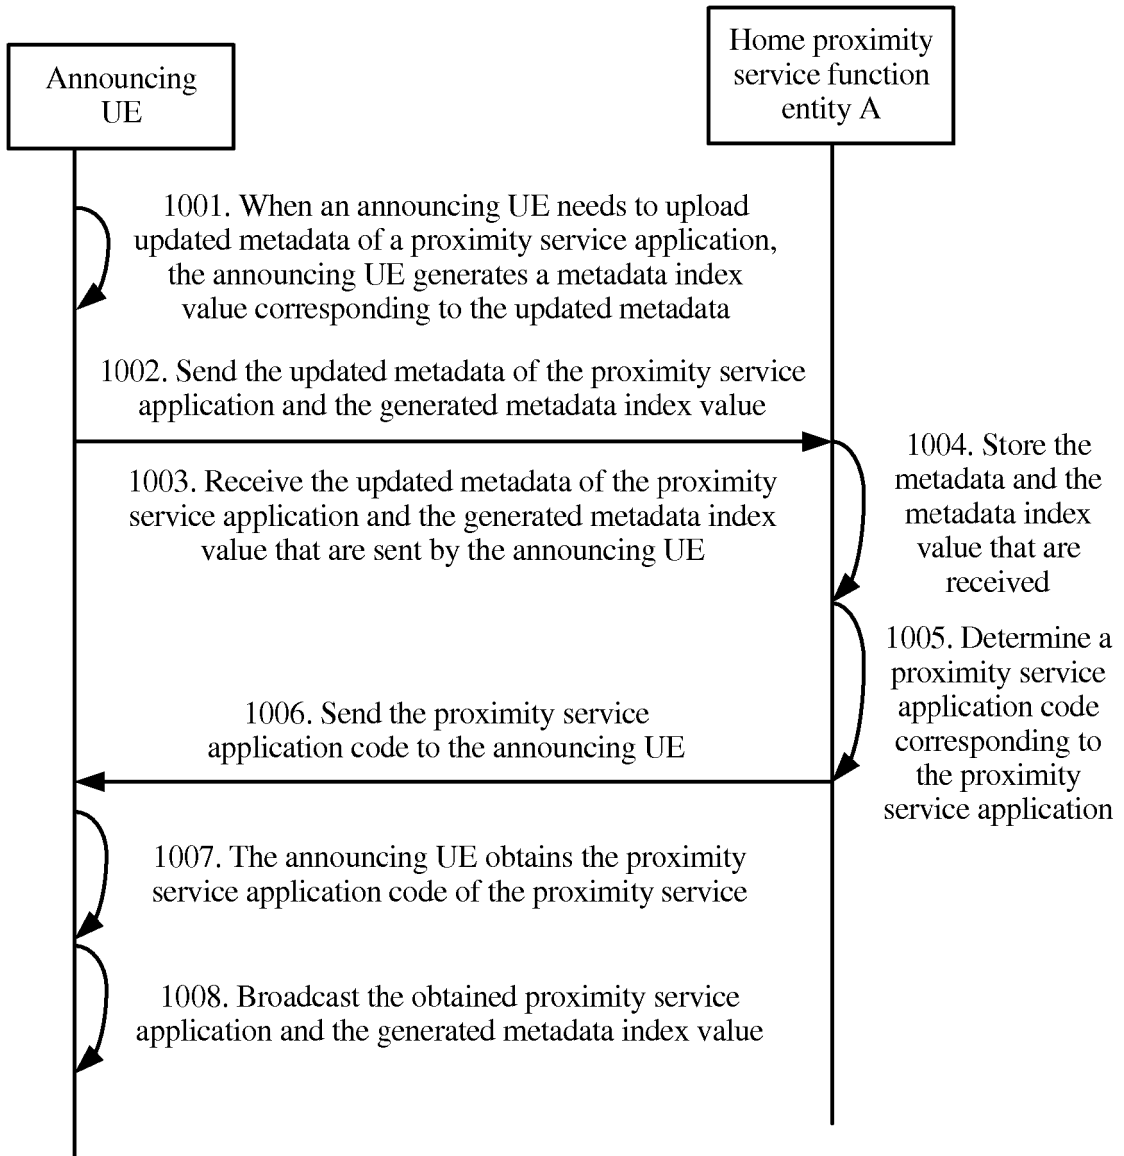 Announcing
UE
Home proximity
service function
entity A
1001. When an announcing UE needs to upload
updated metadata of a proximity service application,
the announcing UE generates a metadata index
value corresponding to the updated metadata
1002. Send the updated metadata of the proximity service
application and the generated metadata index value
1003. Receive the updated metadata of the proximity
service application and the generated metadata index
value that are sent by the announcing UE
1004. Store the
metadata and the
metadata index
value that are
received
1005. Determine a
proximity service
application code
corresponding to
the proximity
service application
1006. Send the proximity service
application code to the announcing UE
1007. The announcing UE obtains the proximity
service application code of the proximity service
1008. Broadcast the obtained proximity service
application and the generated metadata index value